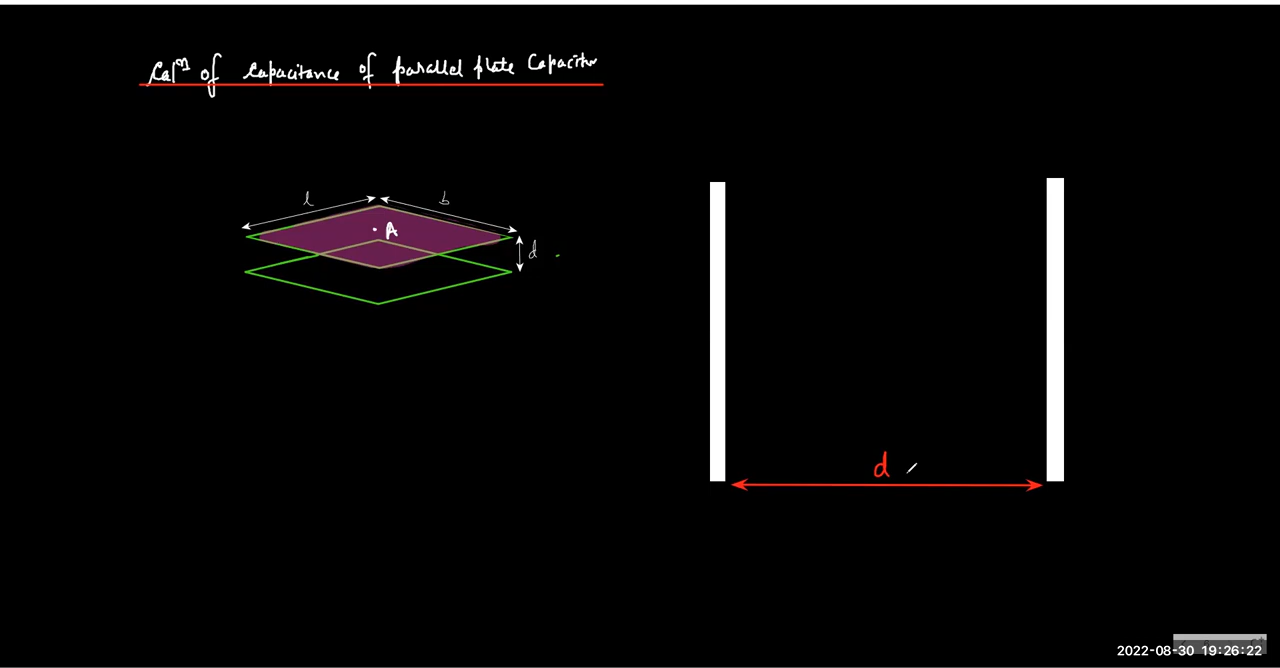 Calⁿ of Capacitance of parallel plate Capacitor
l
b
A
d
d
2022-08-30 19:26:22